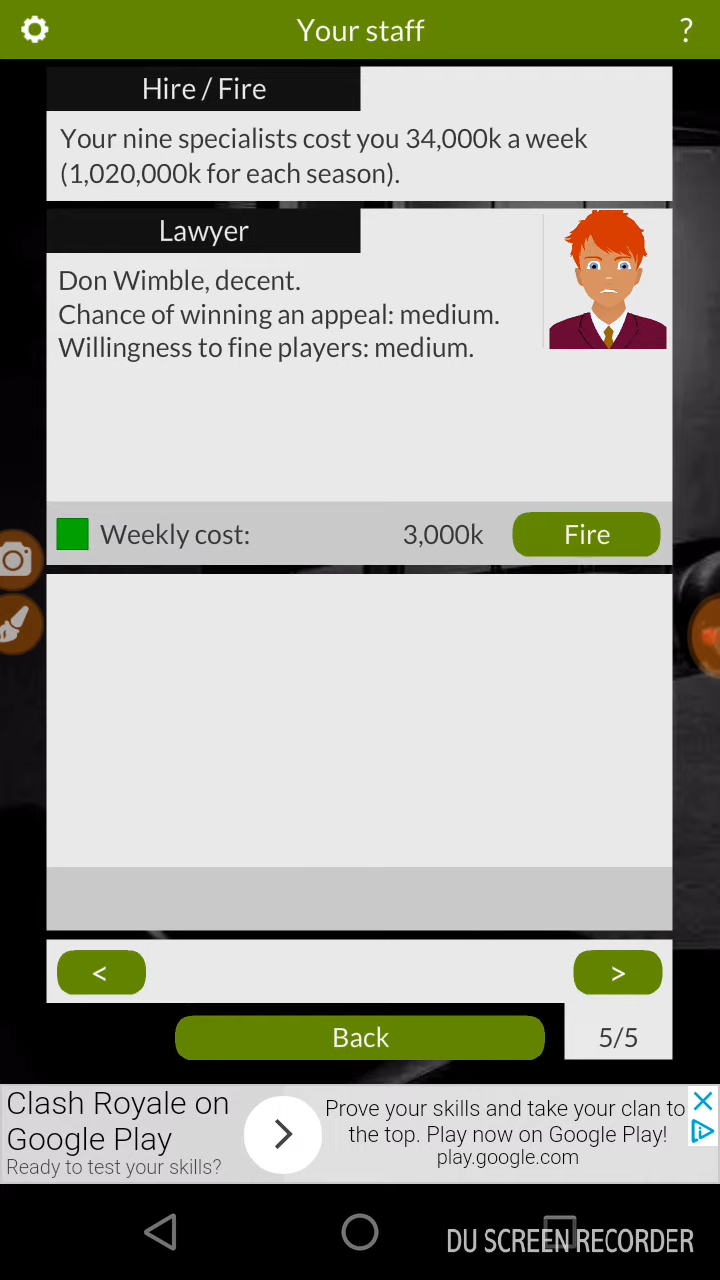 Your staff
?
Hire / Fire
Your nine specialists cost you 34,000k a week
(1,020,000k for each season).
Lawyer
Don Wimble, decent.
Chance of winning an appeal: medium.
Willingness to fine players: medium.
Weekly cost: 3,000k Fire
< >
Back 5/5
Clash Royale on
Google Play
Ready to test your skills?
Prove your skills and take your clan to
the top. Play now on Google Play!
play.google.com
DU SCREEN RECORDER